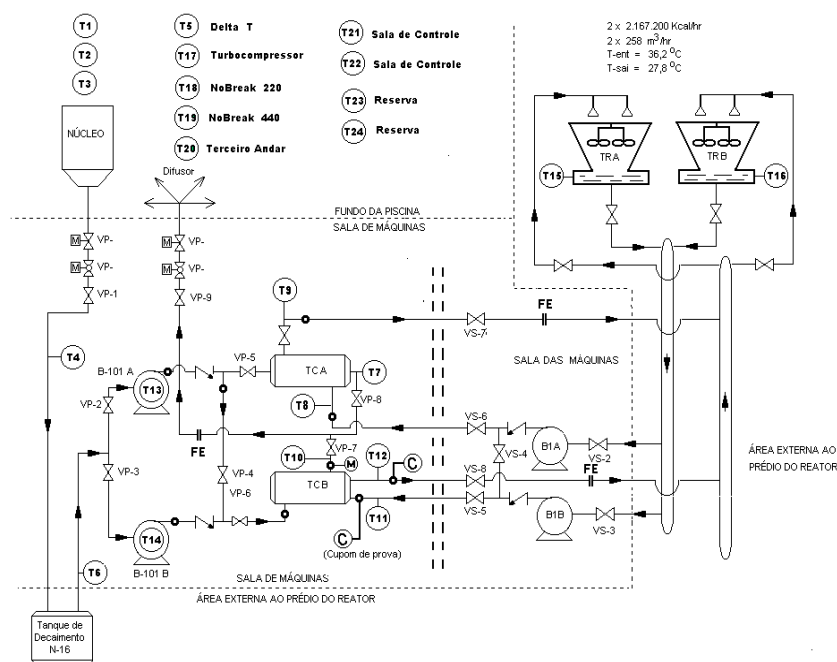 T1
T2
T3
T5 Delta T
T17 Turbocompressor
T18 NoBreak 220
T19 NoBreak 440
T20 Terceiro Andar
T21 Sala de Controle
T22 Sala de Controle
T23 Reserva
T24 Reserva
2 x 2.167.200 Kcal/hr
2 x 258 m³/hr
T-ent = 36,2 °C
T-sai = 27,8 °C
NÚCLEO
Difusor
TRA
TRB
T15
T16
FUNDO DA PISCINA
SALA DE MÁQUINAS
M
VP-
M
VP-
VP-1
M
VP-
M
VP-
VP-9
T9
FE
VS-7
SALA DAS MÁQUINAS
T4
B-101 A
T13
VP-2
VP-5
TCA
T7
VP-8
T8
VS-6
VS-4
B1A
VS-2
FE
VP-3
VP-4
VP-6
VP-7
T10
M
T12
C
VS-8
FE
ÁREA EXTERNA AO
PRÉDIO DO REATOR
TCB
T11
VS-5
B1B
VS-3
T14
B-101 B
C
(Cupom de prova)
T6
SALA DE MÁQUINAS
ÁREA EXTERNA AO PRÉDIO DO REATOR
Tanque de
Decaimento
N-16